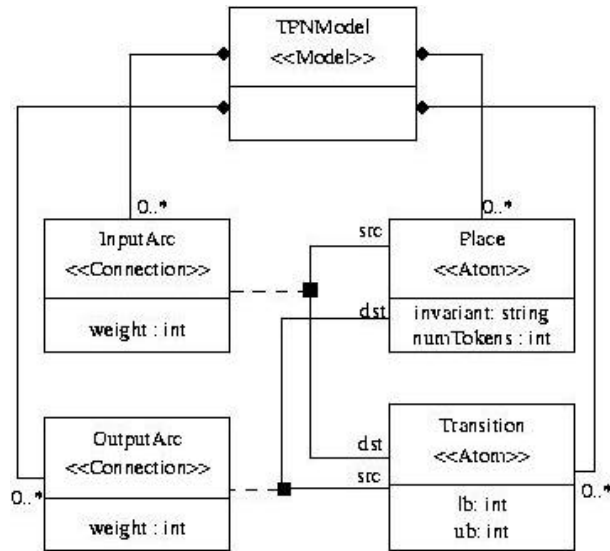 TPNModel
<<Model>>
0..*
0..*
InputArc
<<Connection>>
weight : int
src
Place
<<Atom>>
dst
invariant: string
numTokens : int
OutputArc
<<Connection>>
weight : int
0..*
dst
src
Transition
<<Atom>>
lb: int
ub: int
0..*